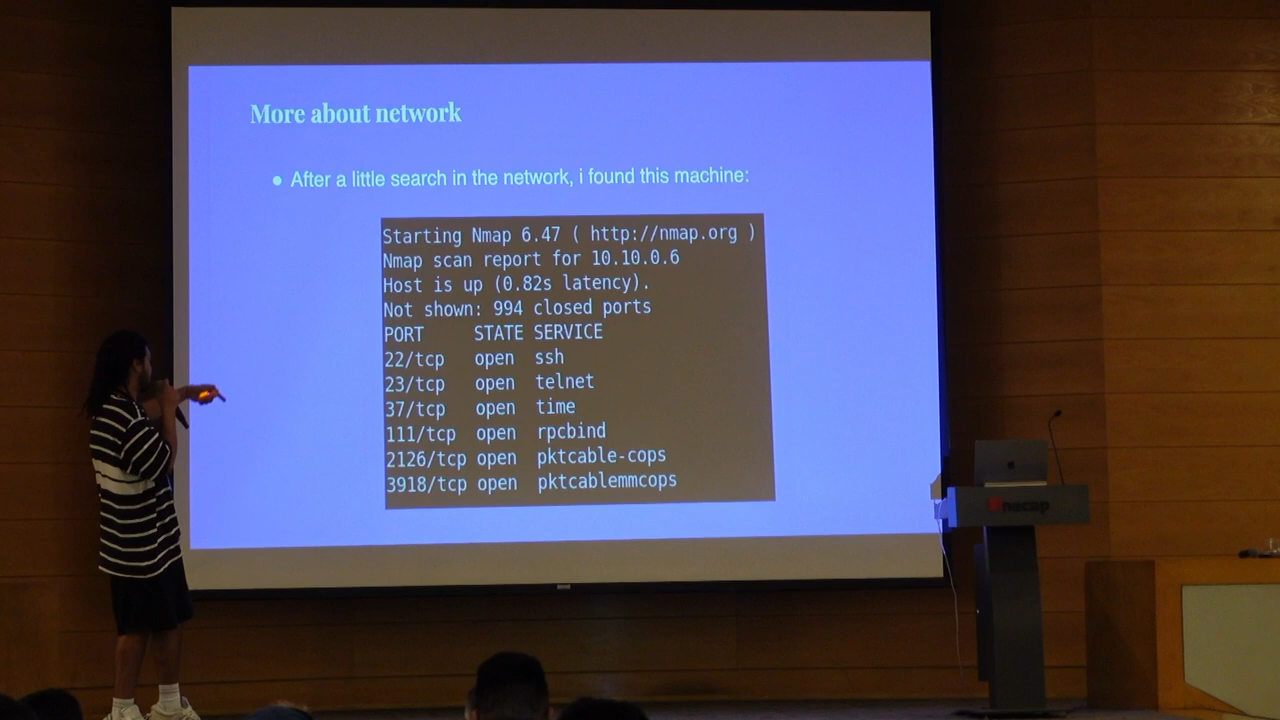 More about network
● After a little search in the network, i found this machine:
Starting Nmap 6.47 ( http://nmap.org )
Nmap scan report for 10.10.0.6
Host is up (0.82s latency).
Not shown: 994 closed ports
PORT STATE SERVICE
22/tcp open ssh
23/tcp open telnet
37/tcp open time
111/tcp open rpcbind
2126/tcp open pktcable-cops
3918/tcp open pktcablemmcops